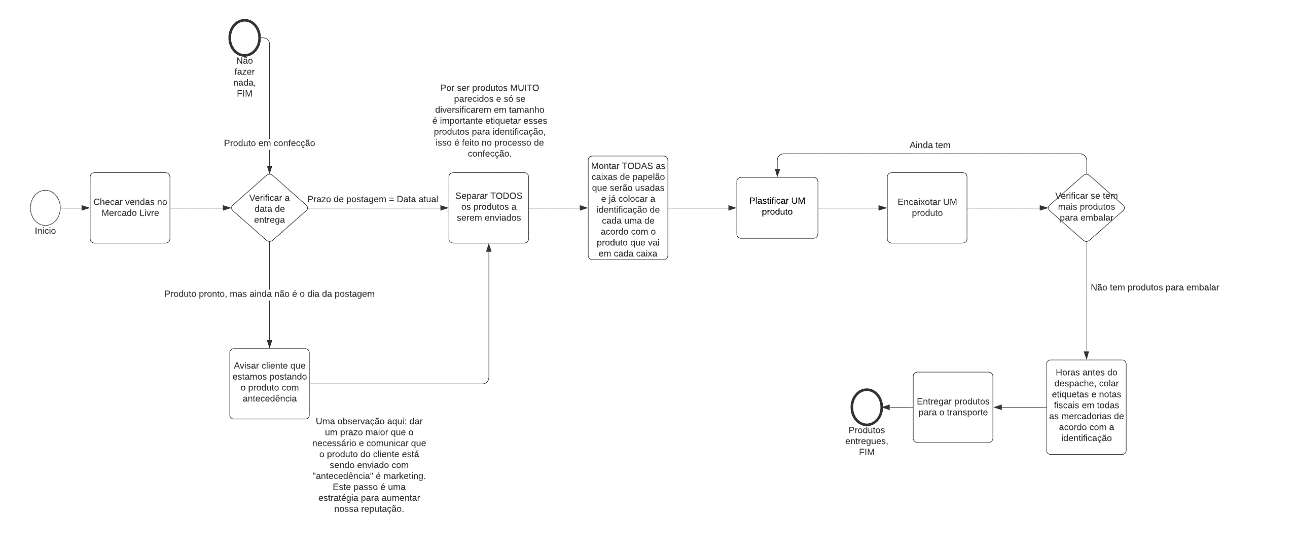 Não
fazer
nada,
FIM
Produto em confecção
Por ser produtos MUITO
parecidos e só se
diversificarem em tamanho
é importante etiquetar esses
produtos para identificação,
isso é feito no processo de
confecção.
Inicio
Checar vendas no
Mercado Livre
Verificar a
data de
entrega
Prazo de postagem = Data atual
Separar TODOS
os produtos a
serem enviados
Montar TODAS as
caixas de papelão
que serão usadas
e já colocar a
identificação de
cada uma de
acordo com o
produto que vai
em cada caixa
Plastificar UM
produto
Encaixotar UM
produto
Ainda tem
Verificar se tem
mais produtos
para embalar
Produto pronto, mas ainda não é o dia da postagem
Não tem produtos para embalar
Avisar cliente que
estamos postando
o produto com
antecedência
Uma observação aqui: dar
um prazo maior que o
necessário e comunicar que
o produto do cliente está
sendo enviado com
"antecedência" é marketing.
Este passo é uma
estratégia para aumentar
nossa reputação.
Horas antes do
despache, colar
etiquetas e notas
fiscais em todas
as mercadorias de
acordo com a
identificação
Entregar produtos
para o transporte
Produtos
entregues,
FIM